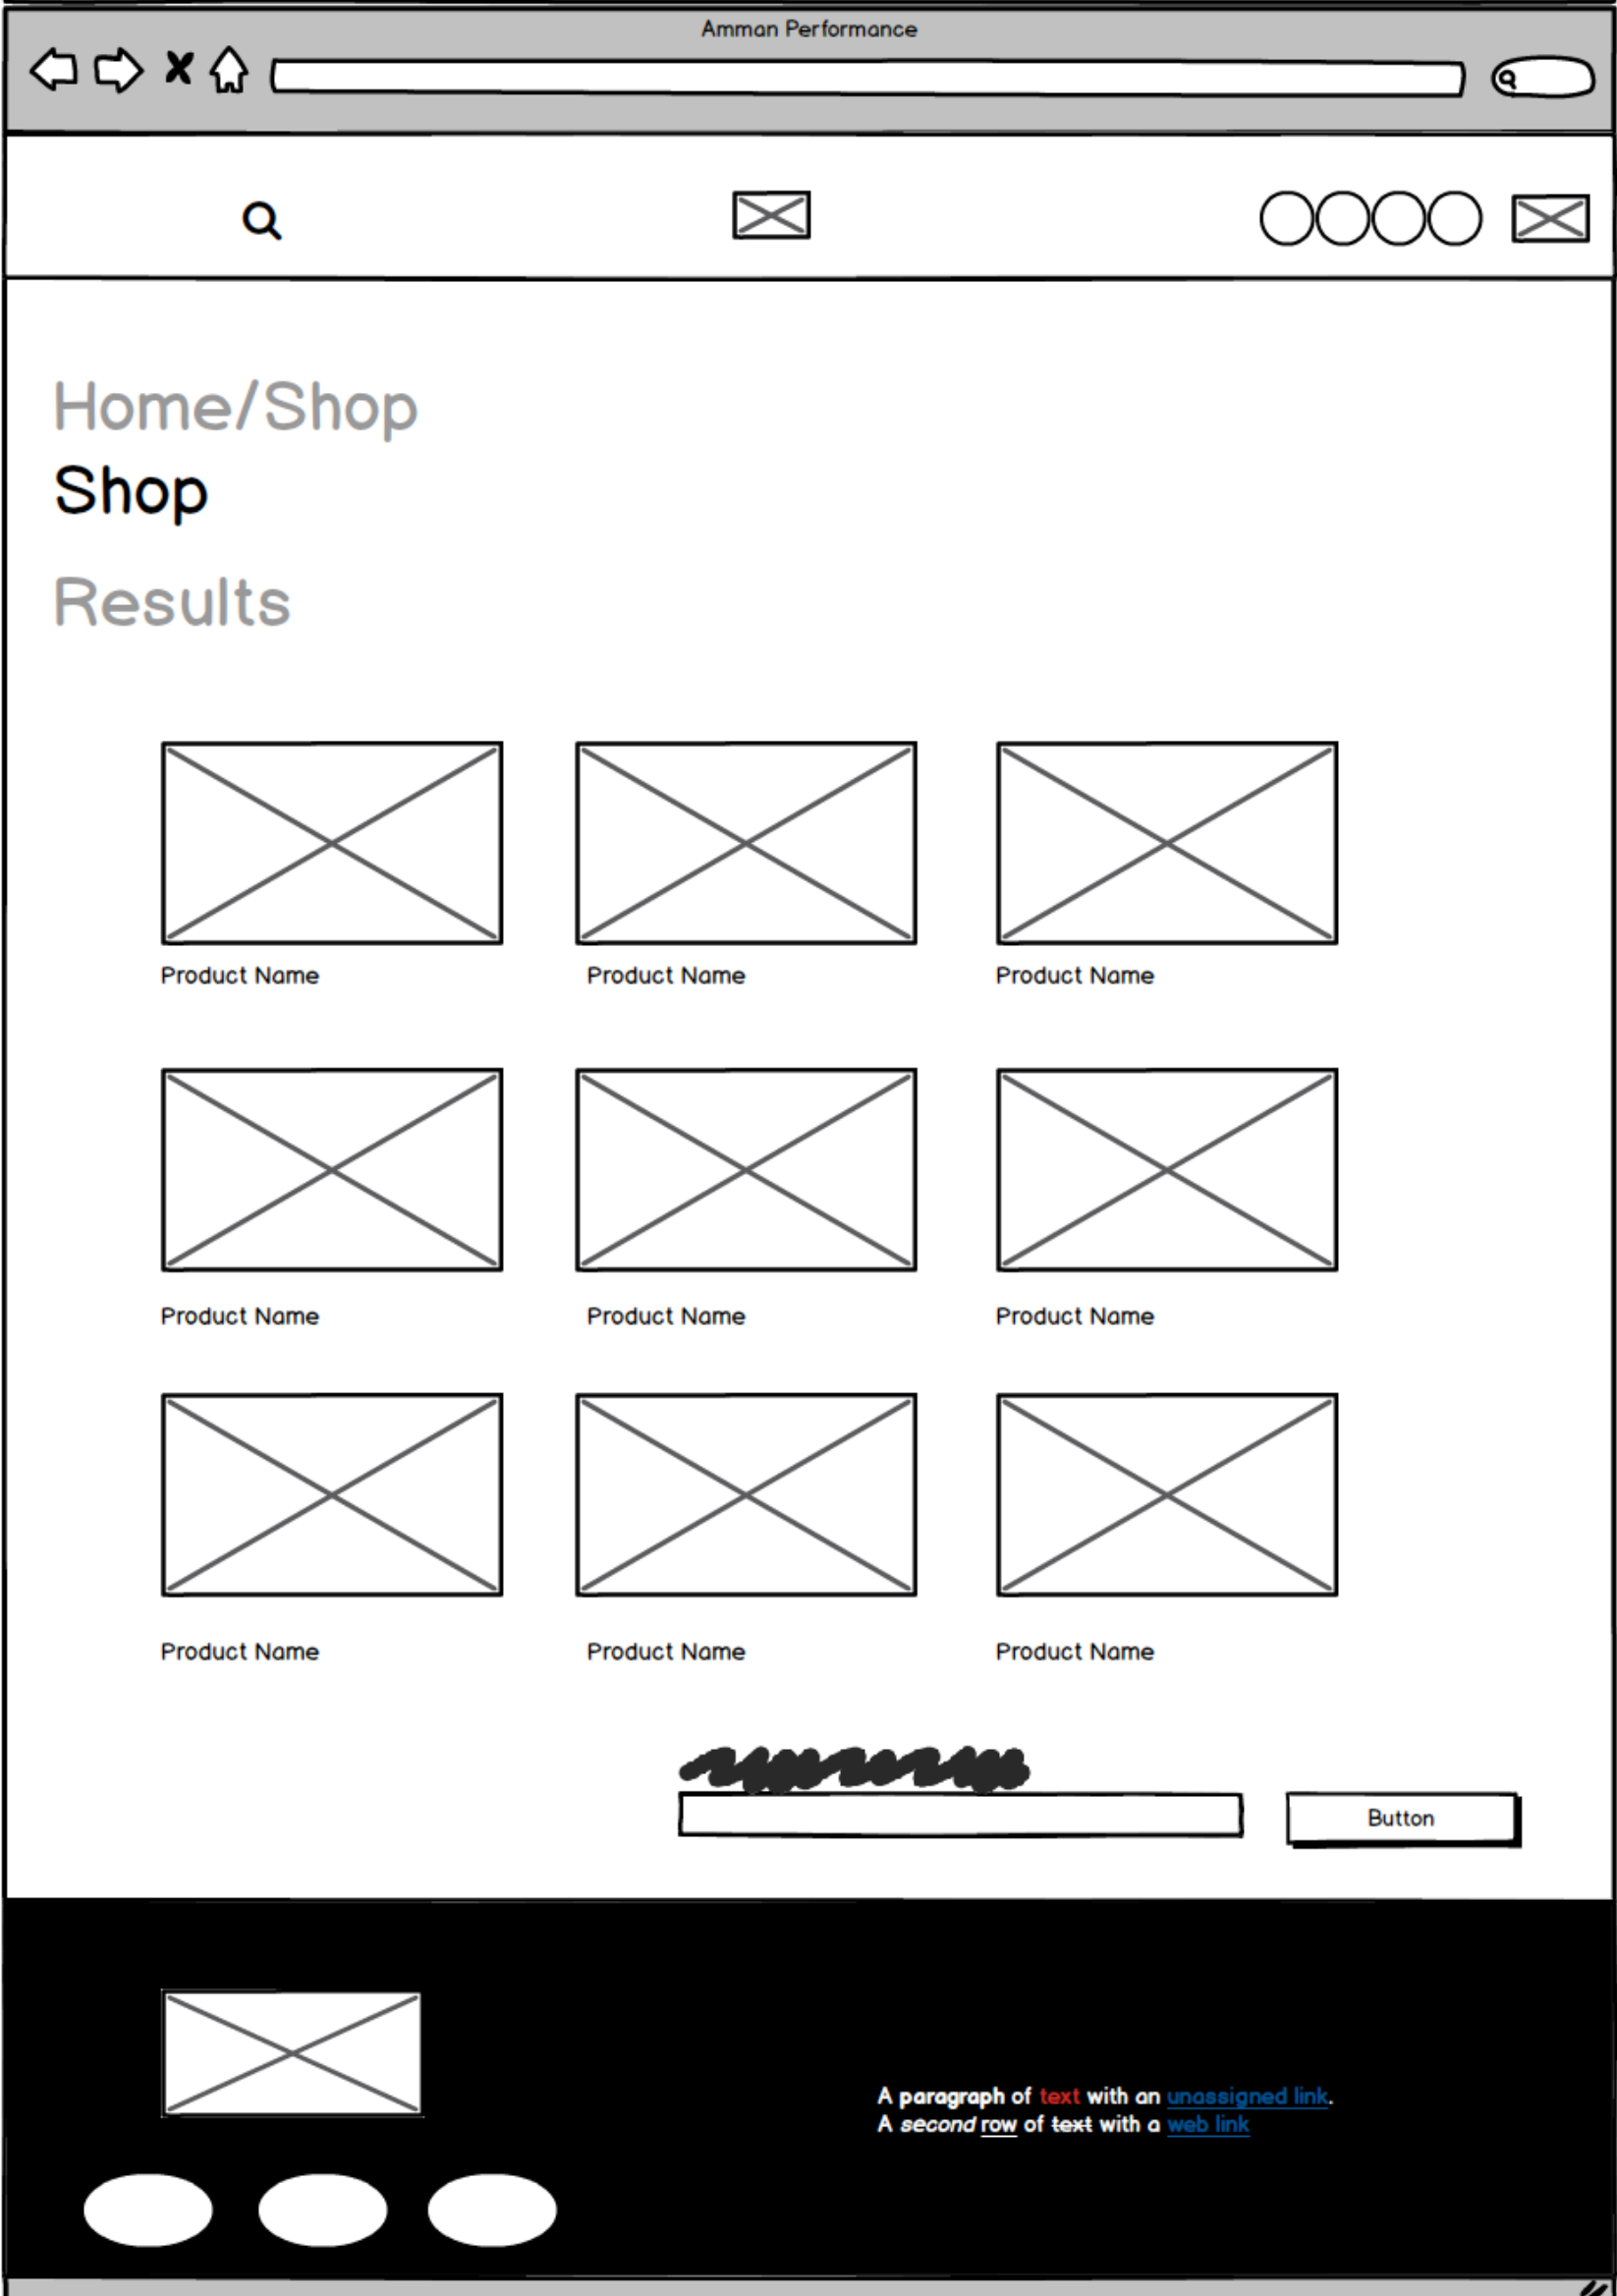 Amman Performance
Home/Shop
Shop
Results
Product Name Product Name Product Name
Product Name Product Name Product Name
Product Name Product Name Product Name
Button
A paragraph of text with an unassigned link.
A second row of text with a web link